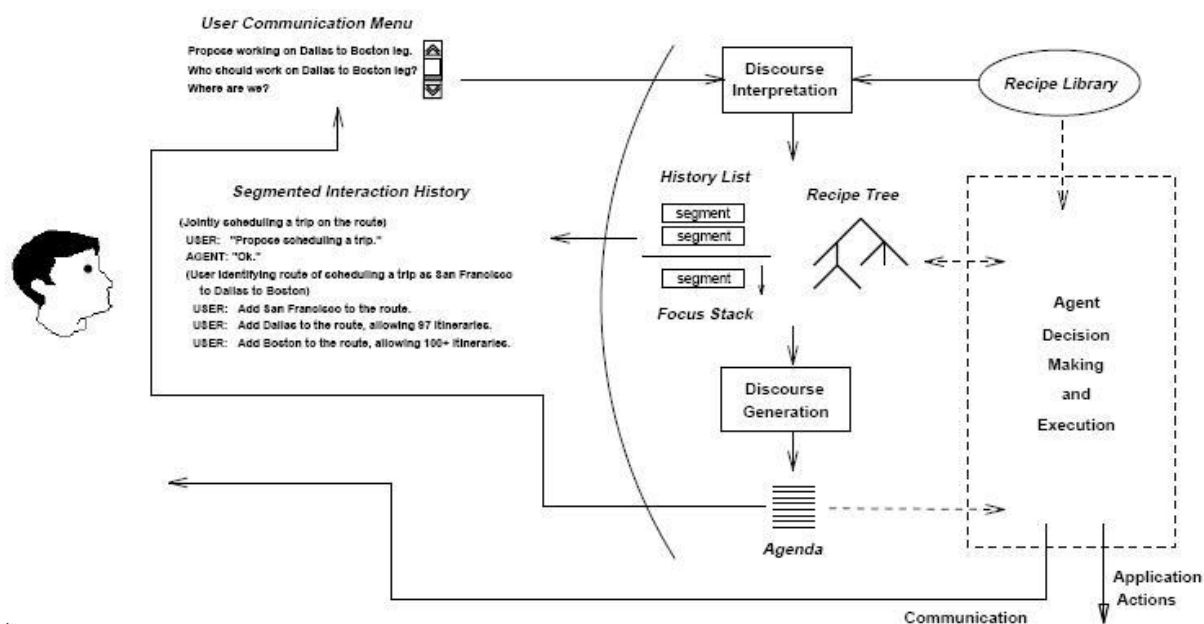 User Communication Menu
Propose working on Dallas to Boston leg.
Who should work on Dallas to Boston leg?
Where are we?
Discourse
Interpretation
Recipe Library
Segmented Interaction History
(Jointly scheduling a trip on the route)
USER: "Propose scheduling a trip."
AGENT: "Ok."
(User identifying route of scheduling a trip as San Francisco
to Dallas to Boston)
USER: Add San Francisco to the route.
USER: Add Dallas to the route, allowing 97 itineraries.
USER: Add Boston to the route, allowing 100+ itineraries.
History List
segment
segment
segment
Focus Stack
Recipe Tree
Discourse
Generation
Agenda
Agent
Decision
Making
and
Execution
Communication
Application
Actions